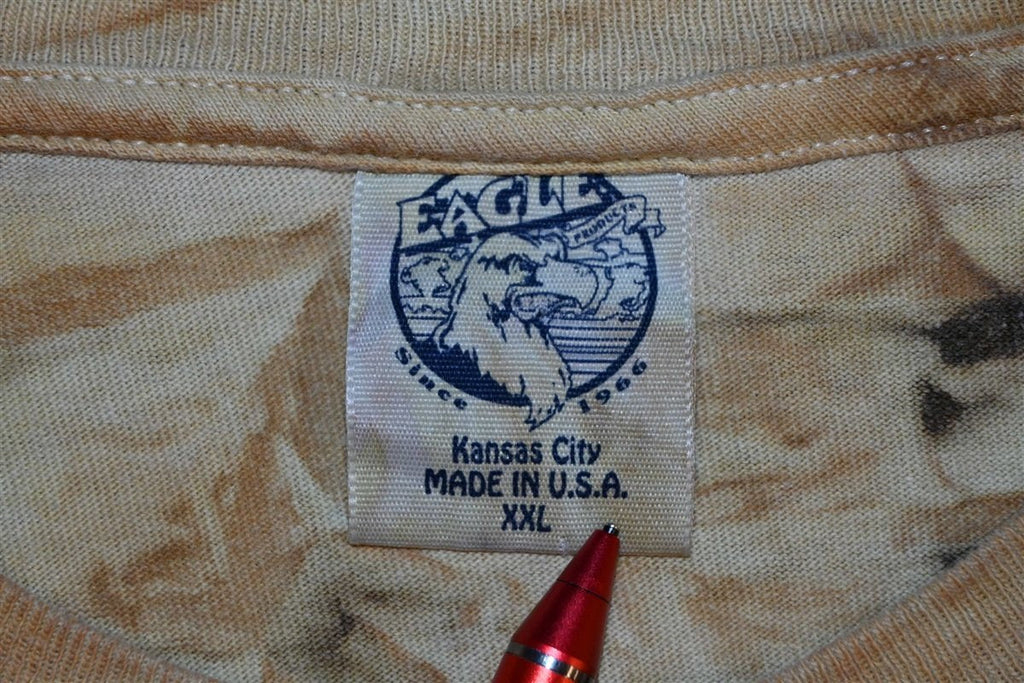 EAGLE
PRODUCTS
Since 1966
Kansas City
MADE IN U.S.A.
XXL